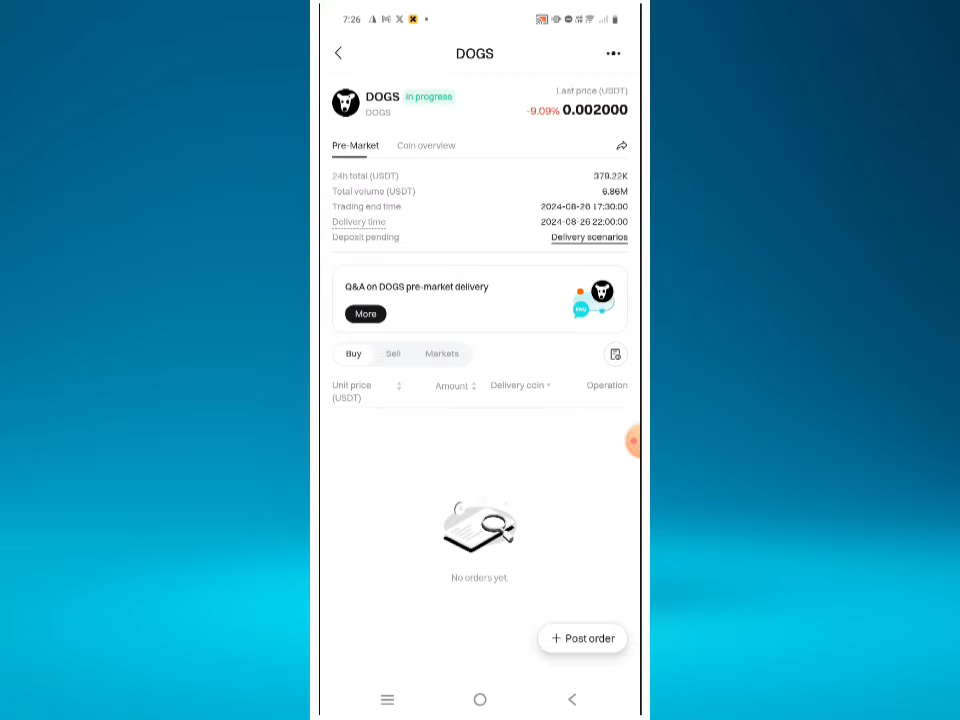 7:26
DOGS
DOGS In progress
DOGS
Last price (USDT)
-9.09% 0.002000
Pre-Market Coin overview
24h total (USDT) 370.22K
Total volume (USDT) 6.86M
Trading end time 2024-08-26 17:30:00
Delivery time 2024-08-26 22:00:00
Deposit pending Delivery scenarios
Q&A on DOGS pre-market delivery
More
Buy Sell Markets
Unit price (USDT) Amount Delivery coin Operation
No orders yet.
+ Post order